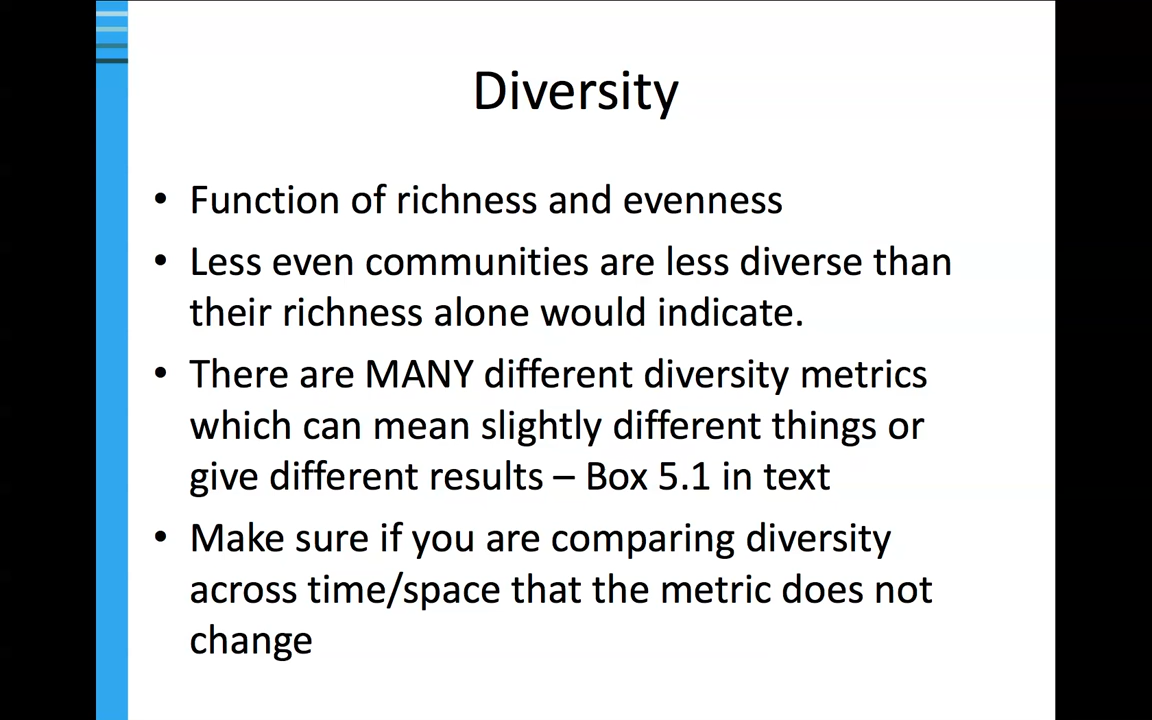 Diversity
• Function of richness and evenness
• Less even communities are less diverse than
their richness alone would indicate.
• There are MANY different diversity metrics
which can mean slightly different things or
give different results – Box 5.1 in text
• Make sure if you are comparing diversity
across time/space that the metric does not
change